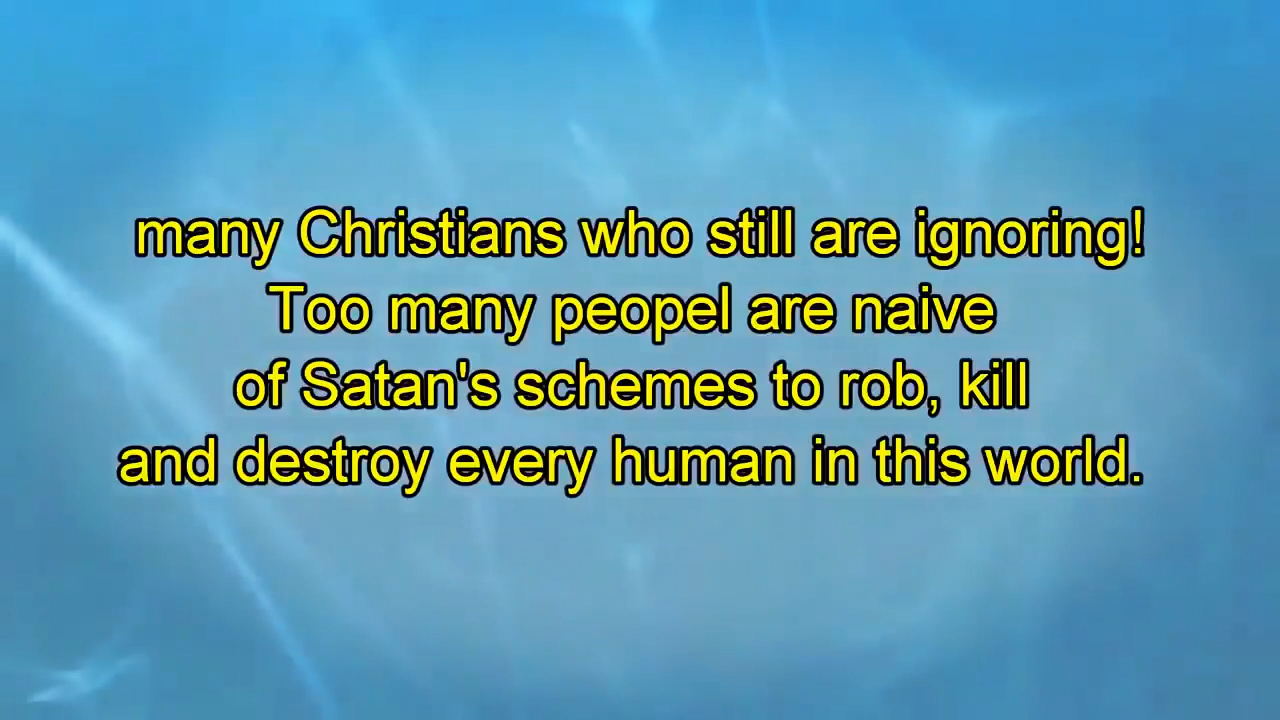 many Christians who still are ignoring!
Too many peopel are naive
of Satan's schemes to rob, kill
and destroy every human in this world.